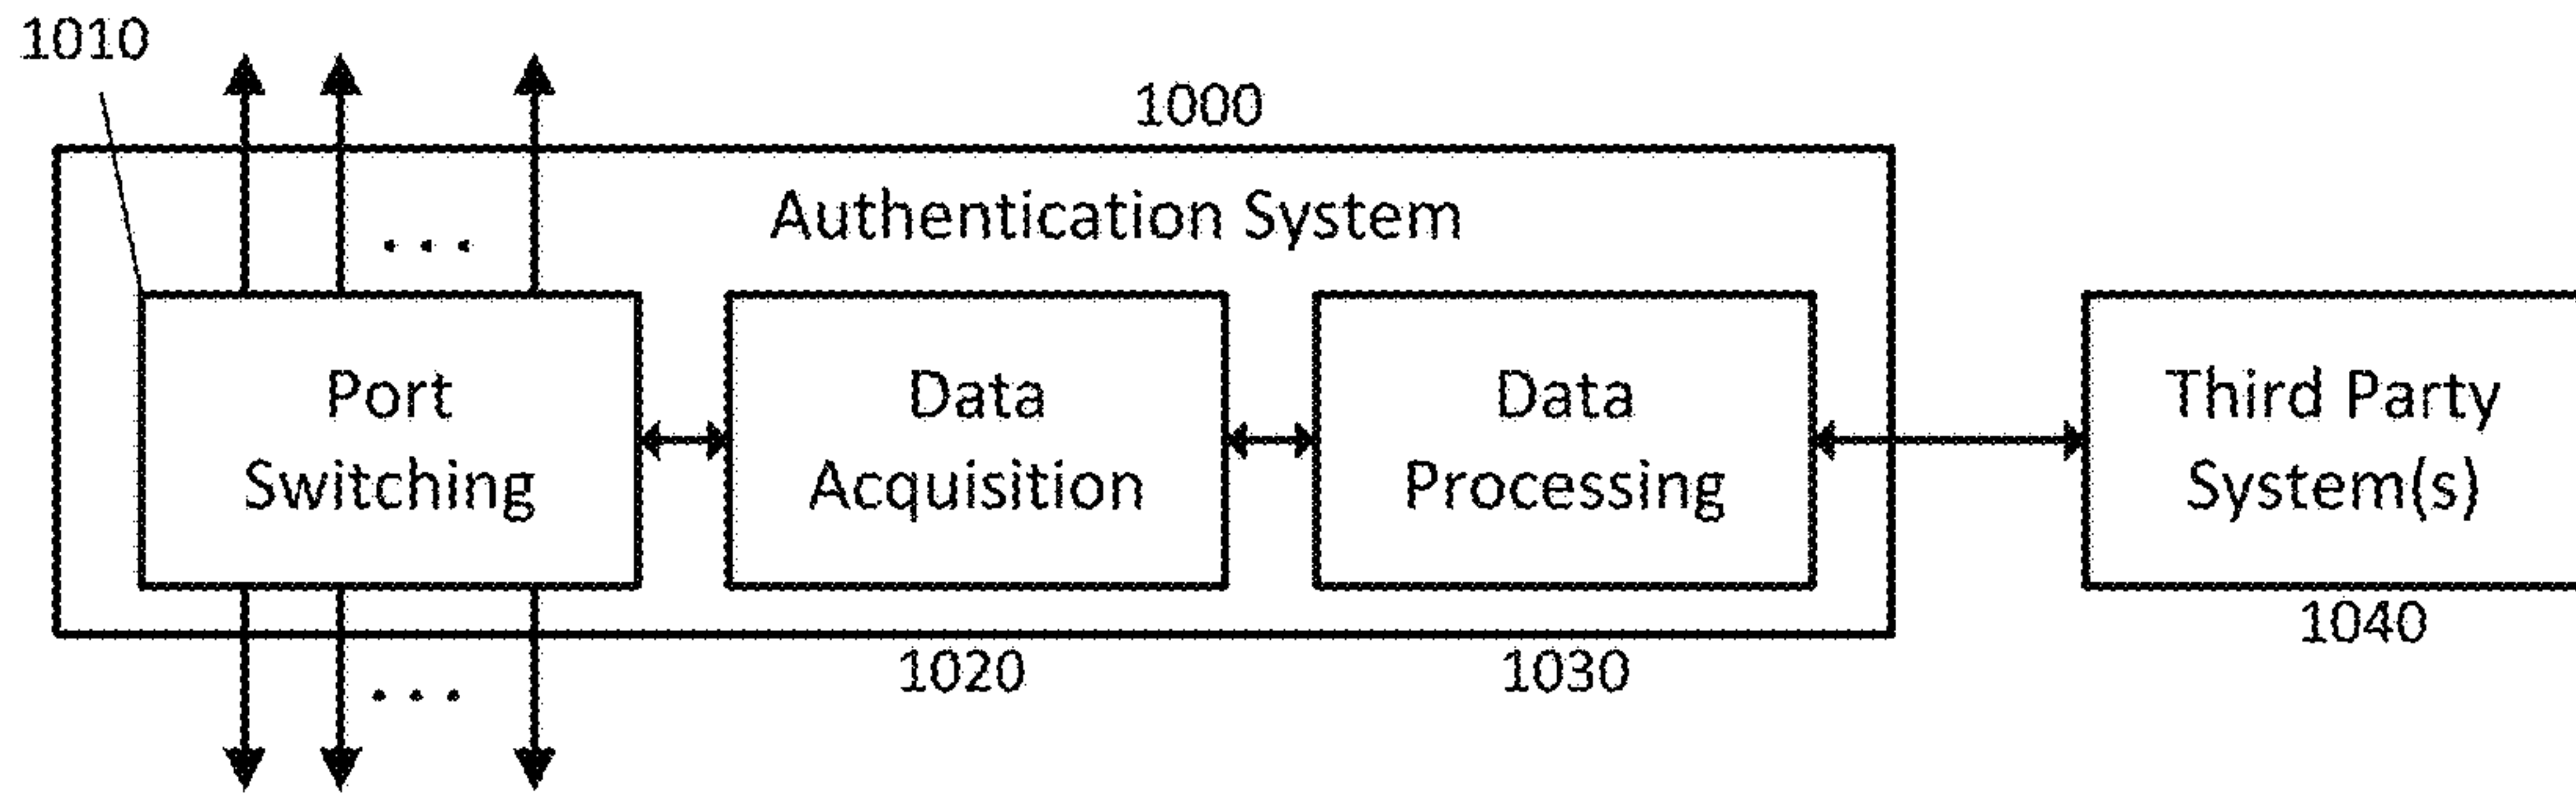 1010
1000
Authentication System
Port
Switching
Data
Acquisition
Data
Processing
Third Party
System(s)
1020
1030
1040